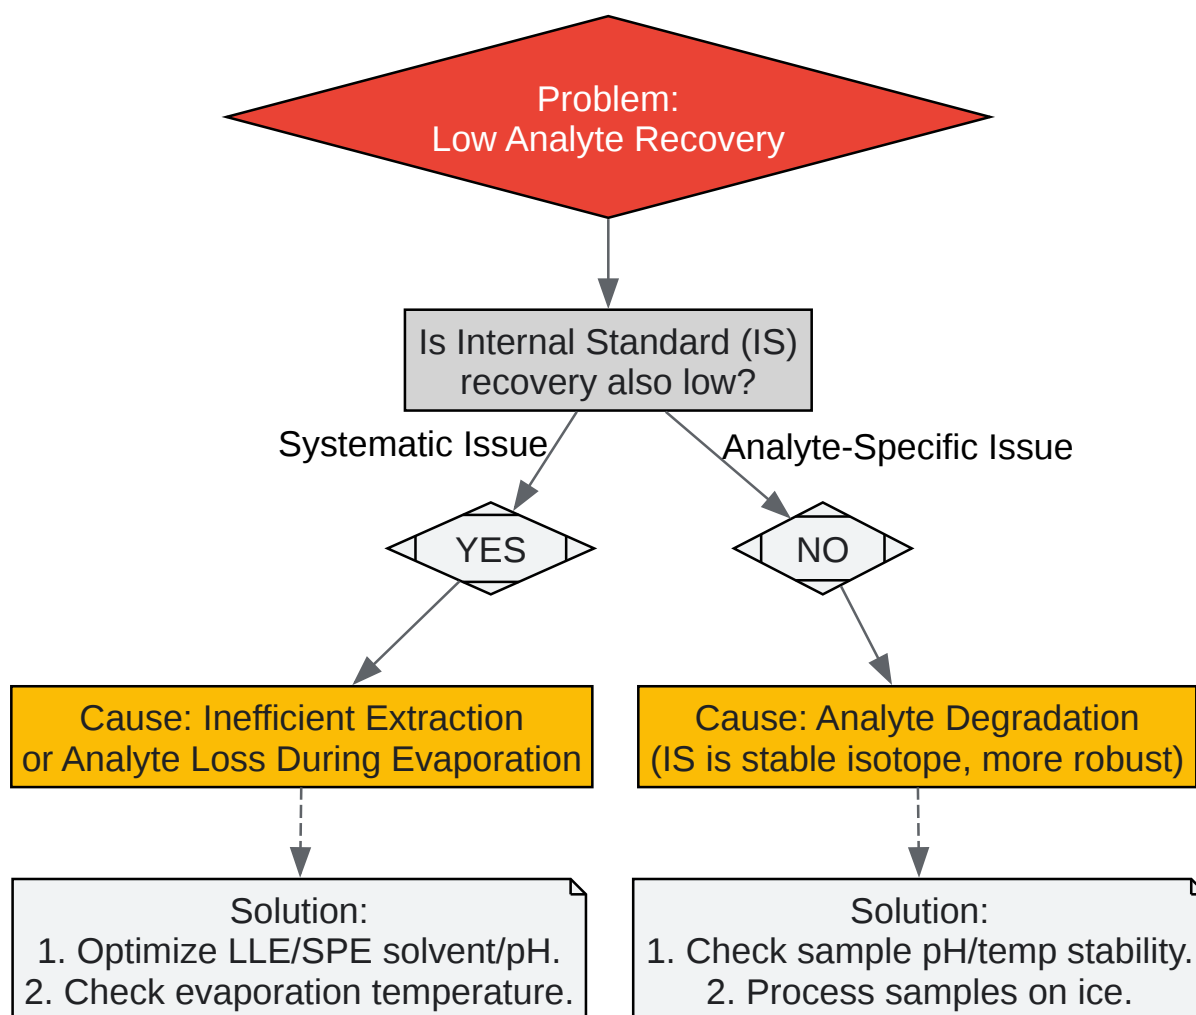 Problem:
Low Analyte Recovery
Is Internal Standard (IS)
recovery also low?
Systematic Issue
Analyte-Specific Issue
YES
NO
Cause: Inefficient Extraction
or Analyte Loss During Evaporation
Cause: Analyte Degradation
(IS is stable isotope, more robust)
Solution:
1. Optimize LLE/SPE solvent/pH.
2. Check evaporation temperature.
Solution:
1. Check sample pH/temp stability.
2. Process samples on ice.